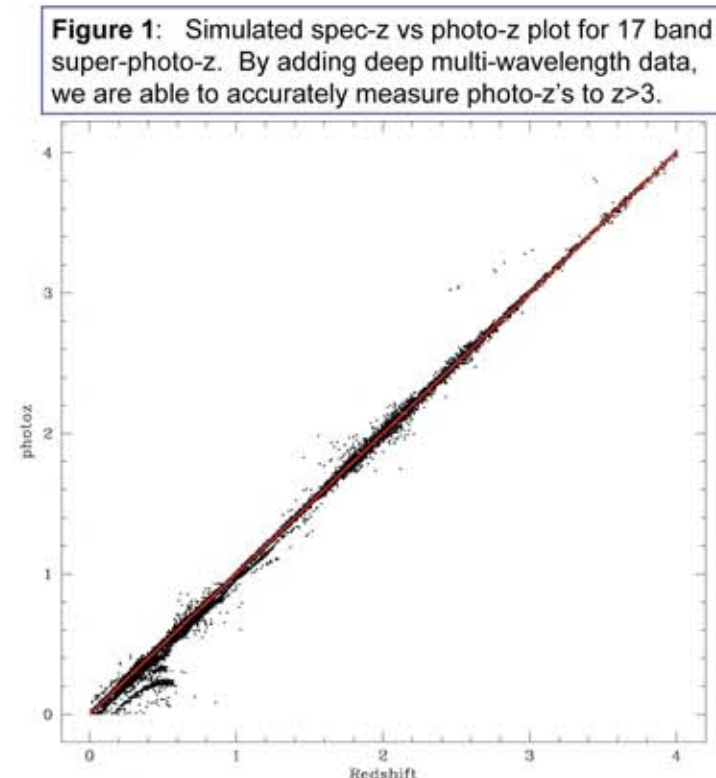 Figure 1: Simulated spec-z vs photo-z plot for 17 band
super-photo-z. By adding deep multi-wavelength data,
we are able to accurately measure photo-z's to z>3.
4
3
2
1
0
photoz
0 1 2 3 4
Redshift